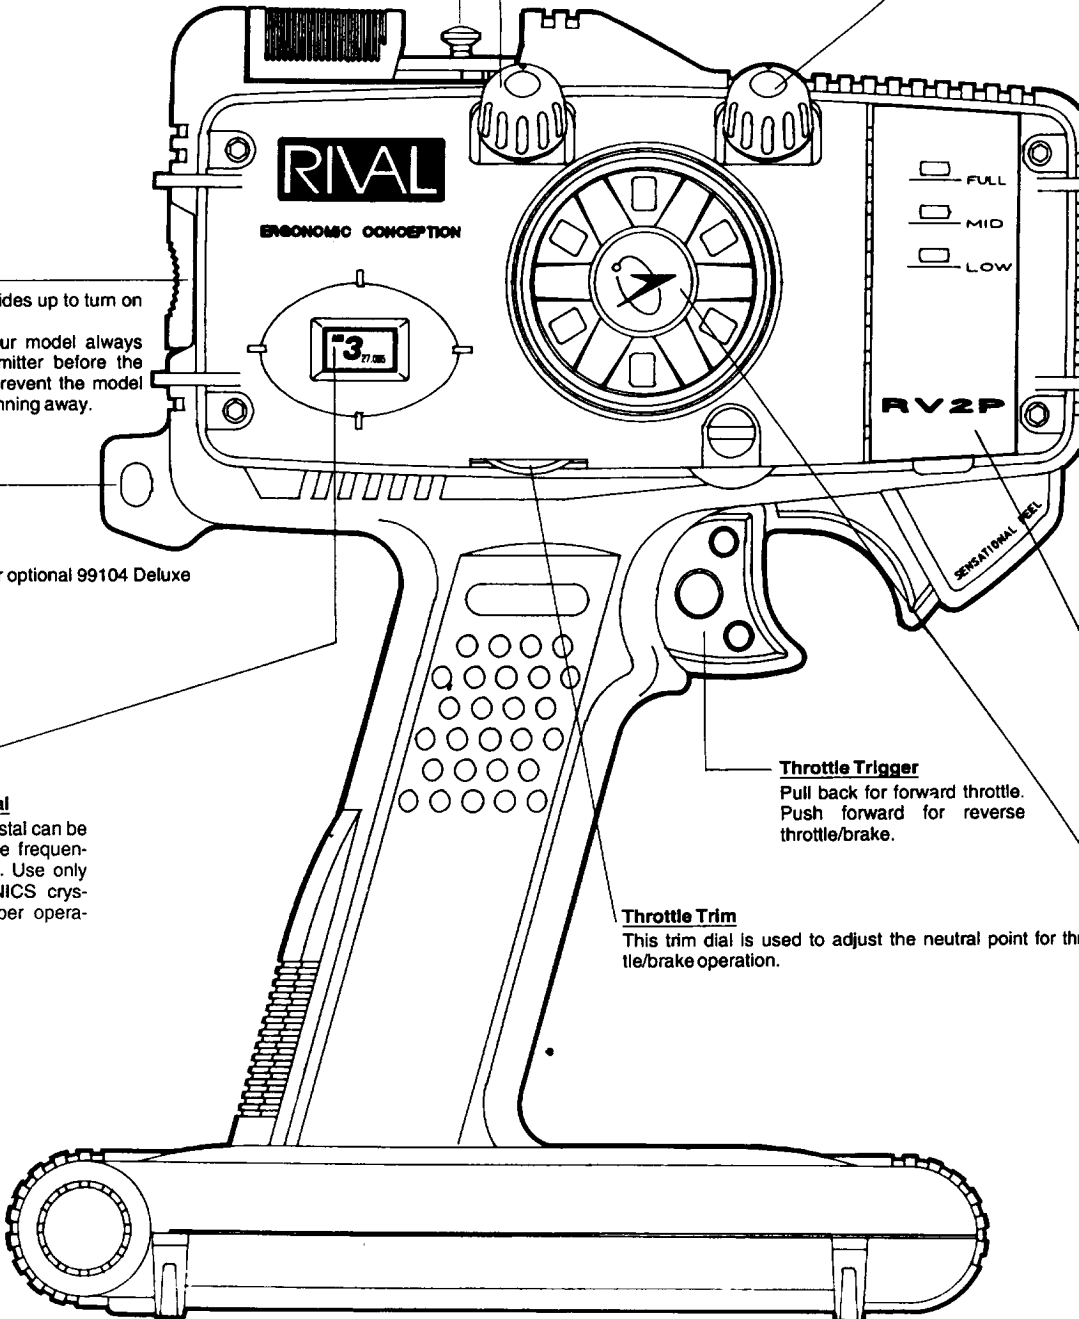 RIVAL
ERGONOMIC CONCEPTION
FULL
MID
LOW
3
RV2P
SENSATIONAL FEEL
ides up to turn on
ur model always
mitter before the
revent the model
nning away.
r optional 99104 Deluxe
al
stal can be
e frequen-
. Use only
NICS crys-
per opera-
Throttle Trigger
Pull back for forward throttle.
Push forward for reverse
throttle/brake.
Throttle Trim
This trim dial is used to adjust the neutral point for thr
tle/brake operation.